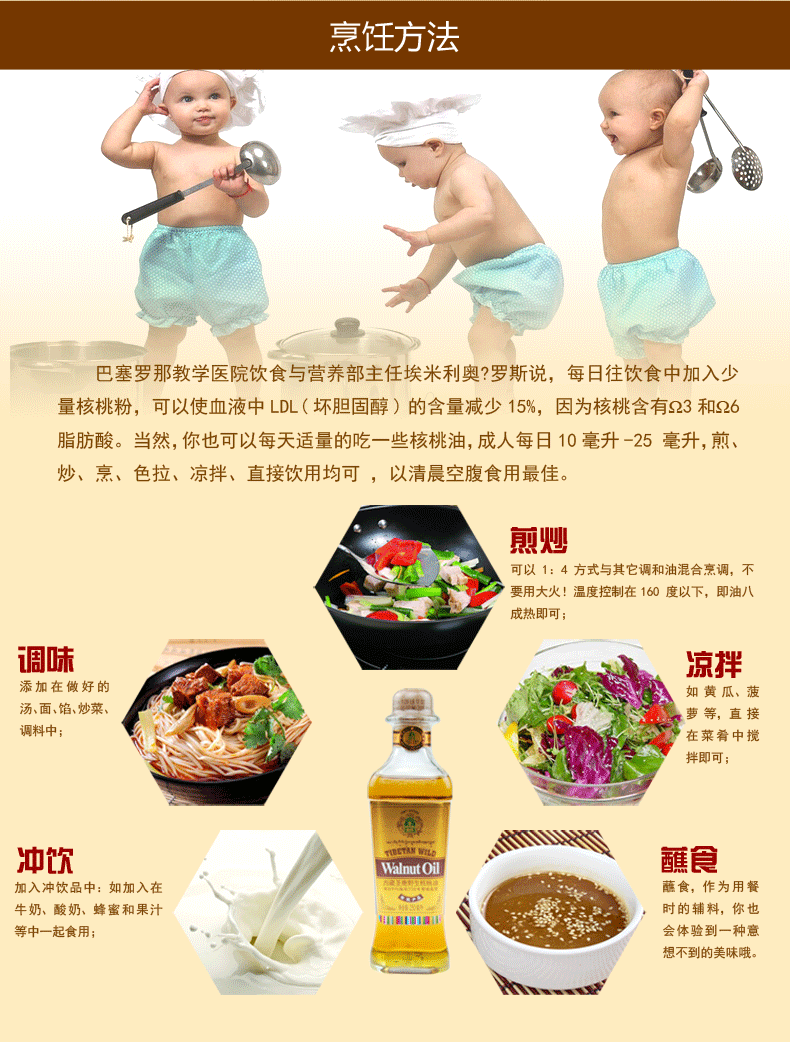 烹饪方法
巴塞罗那教学医院饮食与营养部主任埃米利奥?罗斯说，每日往饮食中加入少
量核桃粉，可以使血液中LDL（坏胆固醇）的含量减少15%，因为核桃含有Ω3和Ω6
脂肪酸。当然，你也可以每天适量的吃一些核桃油，成人每日10毫升-25 毫升，煎、
炒、烹、色拉、凉拌、直接饮用均可 ，以清晨空腹食用最佳。
煎炒
可以 1：4 方式与其它调和油混合烹调，不
要用大火！温度控制在160 度以下，即油八
成热即可；
调味
添加在做好的
汤、面、馅、炒菜、
调料中；
凉拌
如黄瓜、菠
萝等，直接
在菜肴中搅
拌即可；
TIBETAN WILD
Walnut Oil
冲饮
加入冲饮品中：如加入在
牛奶、酸奶、蜂蜜和果汁
等中一起食用；
蘸食
蘸食，作为用餐
时的辅料，你也
会体验到一种意
想不到的美味哦。